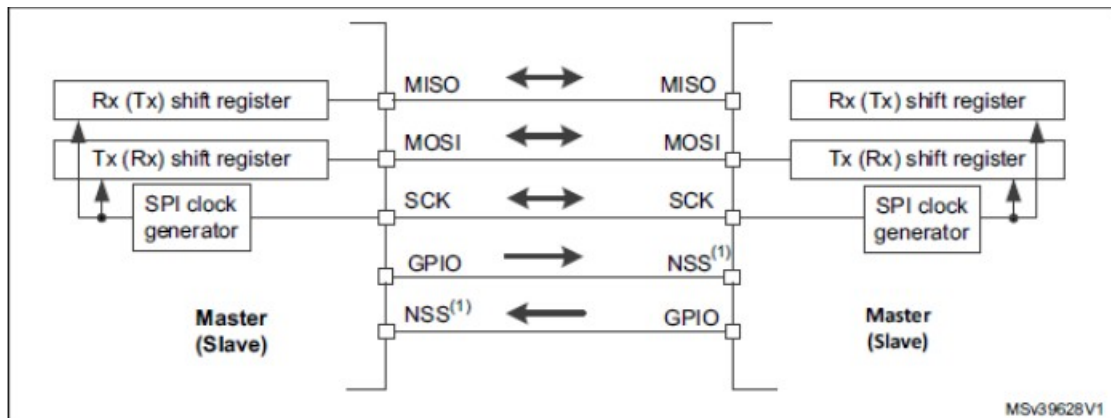 MISO MISO
Rx (Tx) shift register Rx (Tx) shift register
MOSI MOSI
Tx (Rx) shift register Tx (Rx) shift register
SPI clock
generator
SCK SCK
SPI clock
generator
GPIO NSS(1)
NSS(1) GPIO
Master
(Slave)
Master
(Slave)
MSv39628V1